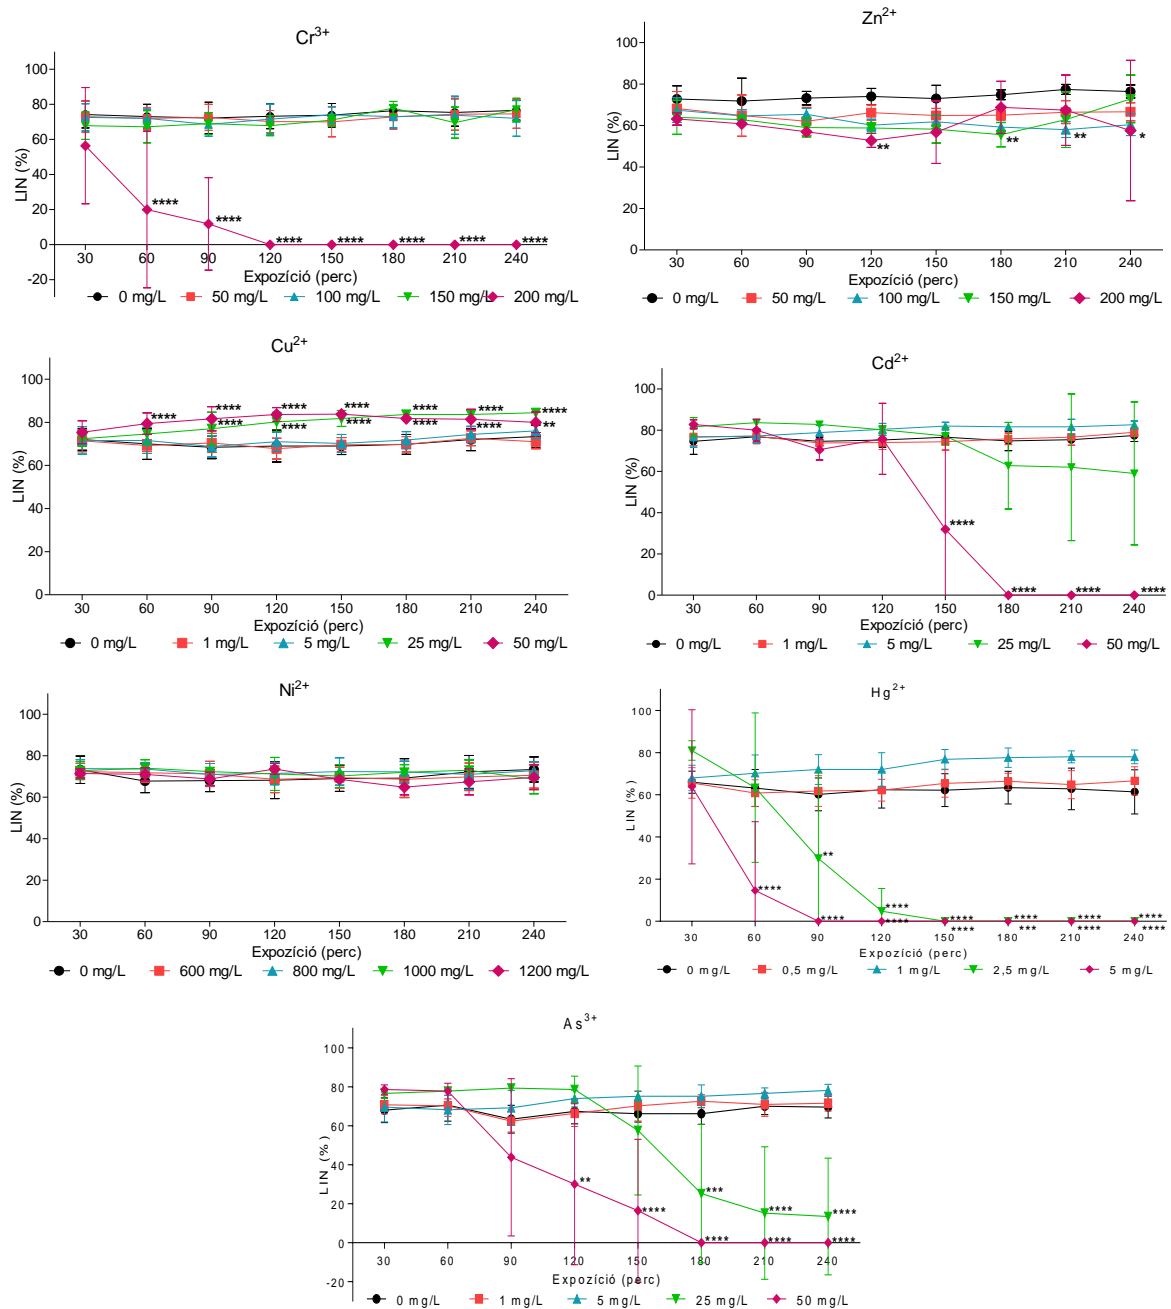 Cr3+
LIN (%)
100
80
60
40
20
0
-20
30 60 90 120 150 180 210 240
**** **** **** **** **** **** ****
Expozíció (perc)
0 mg/L 50 mg/L 100 mg/L 150 mg/L 200 mg/L
Zn2+
LIN (%)
100
80
60
40
20
0
** ** ** *
30 60 90 120 150 180 210 240
Expozíció (perc)
0 mg/L 50 mg/L 100 mg/L 150 mg/L 200 mg/L
Cu2+
LIN (%)
100
80
60
40
20
0
**** **** **** **** **** **** ****
**** **** **** **** ***
30 60 90 120 150 180 210 240
Expozíció (perc)
0 mg/L 1 mg/L 5 mg/L 25 mg/L 50 mg/L
Cd2+
LIN (%)
100
80
60
40
20
0
**** **** **** ****
30 60 90 120 150 180 210 240
Expozíció (perc)
0 mg/L 1 mg/L 5 mg/L 25 mg/L 50 mg/L
Ni2+
LIN (%)
100
80
60
40
20
0
30 60 90 120 150 180 210 240
Expozíció (perc)
0 mg/L 600 mg/L 800 mg/L 1000 mg/L 1200 mg/L
Hg2+
LIN (%)
100
80
60
40
20
0
** **** **** **** **** **** ****
**** **** **** **** *** **** ****
30 60 90 120 150 180 210 240
Expozíció (perc)
0 mg/L 0,5 mg/L 1 mg/L 2,5 mg/L 5 mg/L
As3+
LIN (%)
100
80
60
40
20
0
-20
** **** *** **** ****
**** **** ****
30 60 90 120 150 180 210 240
Expozíció (perc)
0 mg/L 1 mg/L 5 mg/L 25 mg/L 50 mg/L